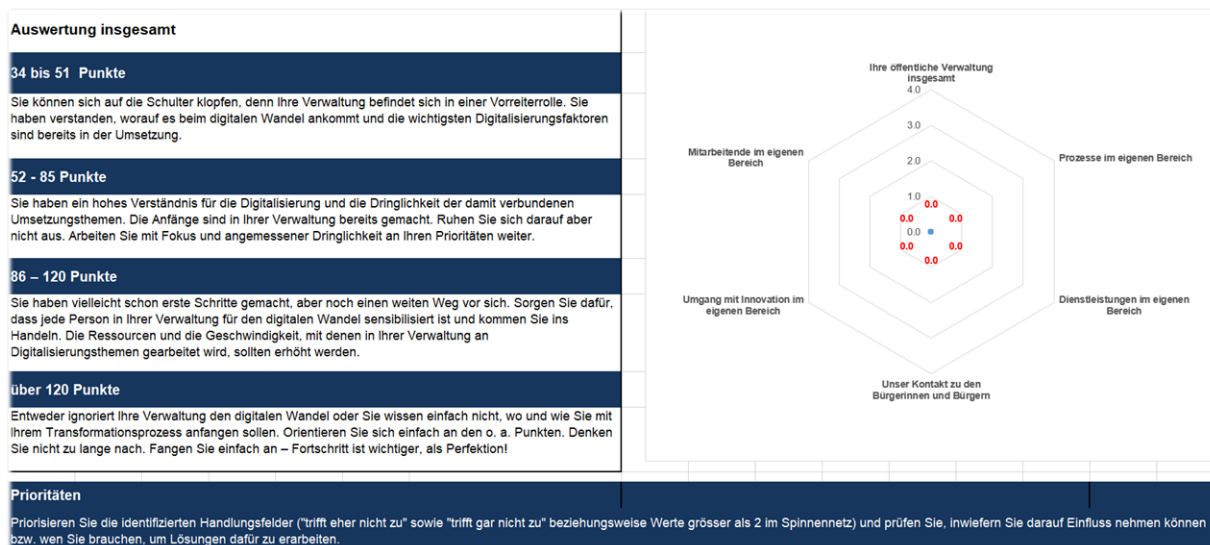 Auswertung insgesamt
34 bis 51  Punkte
Sie können sich auf die Schulter klopfen, denn Ihre Verwaltung befindet sich in einer Vorreiterrolle. Sie
haben verstanden, worauf es beim digitalen Wandel ankommt und die wichtigsten Digitalisierungsfaktoren
sind bereits in der Umsetzung.
52 - 85 Punkte
Sie haben ein hohes Verständnis für die Digitalisierung und die Dringlichkeit der damit verbundenen
Umsetzungsthemen. Die Anfänge sind in Ihrer Verwaltung bereits gemacht. Ruhen Sie sich darauf aber
nicht aus. Arbeiten Sie mit Fokus und angemessener Dringlichkeit an Ihren Prioritäten weiter.
86 – 120 Punkte
Sie haben vielleicht schon erste Schritte gemacht, aber noch einen weiten Weg vor sich. Sorgen Sie dafür,
dass jede Person in Ihrer Verwaltung für den digitalen Wandel sensibilisiert ist und kommen Sie ins
Handeln. Die Ressourcen und die Geschwindigkeit, mit denen in Ihrer Verwaltung an
Digitalisierungsthemen gearbeitet wird, sollten erhöht werden.
über 120 Punkte
Entweder ignoriert Ihre Verwaltung den digitalen Wandel oder Sie wissen einfach nicht, wo und wie Sie mit
Ihrem Transformationsprozess anfangen sollen. Orientieren Sie sich einfach an den o. a. Punkten. Denken
Sie nicht zu lange nach. Fangen Sie einfach an – Fortschritt ist wichtiger, als Perfektion!
Ihre öffentliche Verwaltung
insgesamt
4.0
3.0
2.0
1.0
0.0
0.0
0.0
0.0
0.0
0.0
0.0
Mitarbeitende im eigenen
Bereich
Prozesse im eigenen Bereich
Umgang mit Innovation im
eigenen Bereich
Dienstleistungen im eigenen
Bereich
Unser Kontakt zu den
Bürgerinnen und Bürgern
Prioritäten
Priorisieren Sie die identifizierten Handlungsfelder ("trifft eher nicht zu" sowie "trifft gar nicht zu" beziehungsweise Werte grösser als 2 im Spinnennetz) und prüfen Sie, inwiefern Sie darauf Einfluss nehmen können
bzw. wen Sie brauchen, um Lösungen dafür zu erarbeiten.